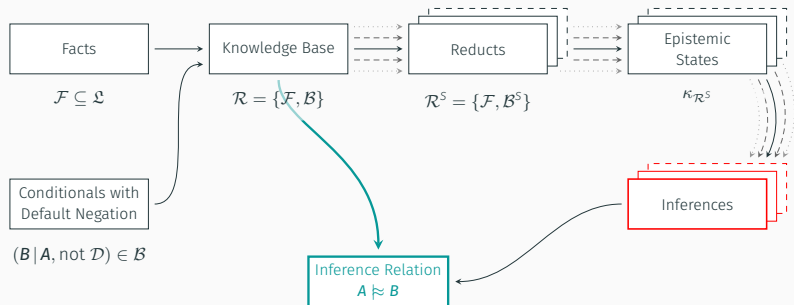 Facts
Knowledge Base
Reducts
Epistemic
States
ℱ ⊆ 𝔏
ℛ = {ℱ, ℬ}
ℛ^S = {ℱ, ℬ^S}
κ_{ℛ^S}
Conditionals with
Default Negation
Inferences
(B | A, not 𝒟) ∈ ℬ
Inference Relation
A |≈ B